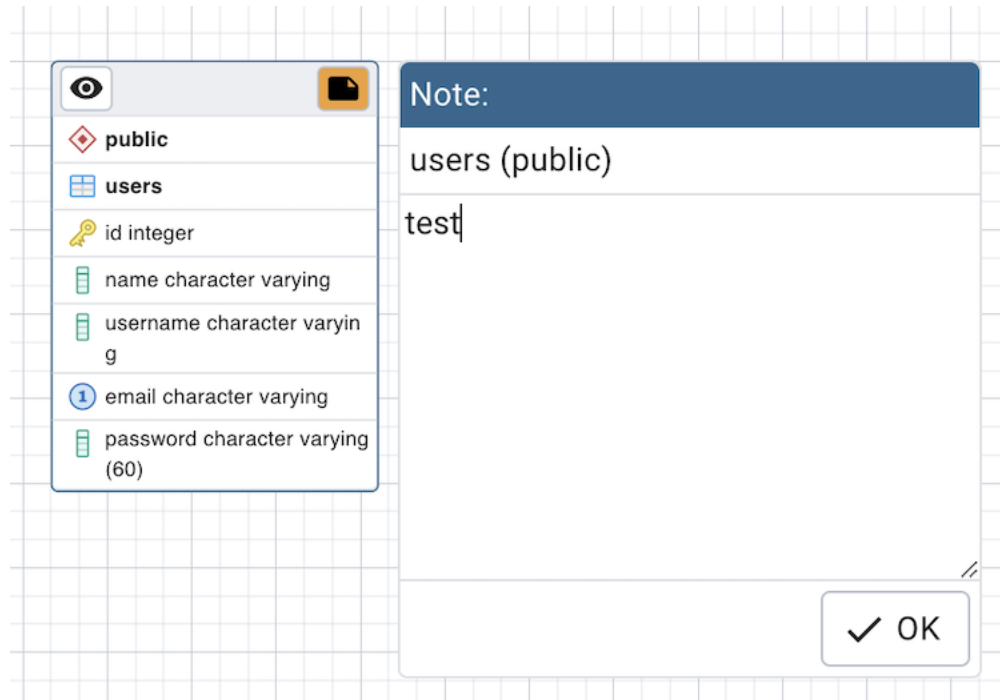 public
users
id integer
name character varying
username character varyin
g
1
email character varying
password character varying
(60)
Note:
users (public)
test
OK